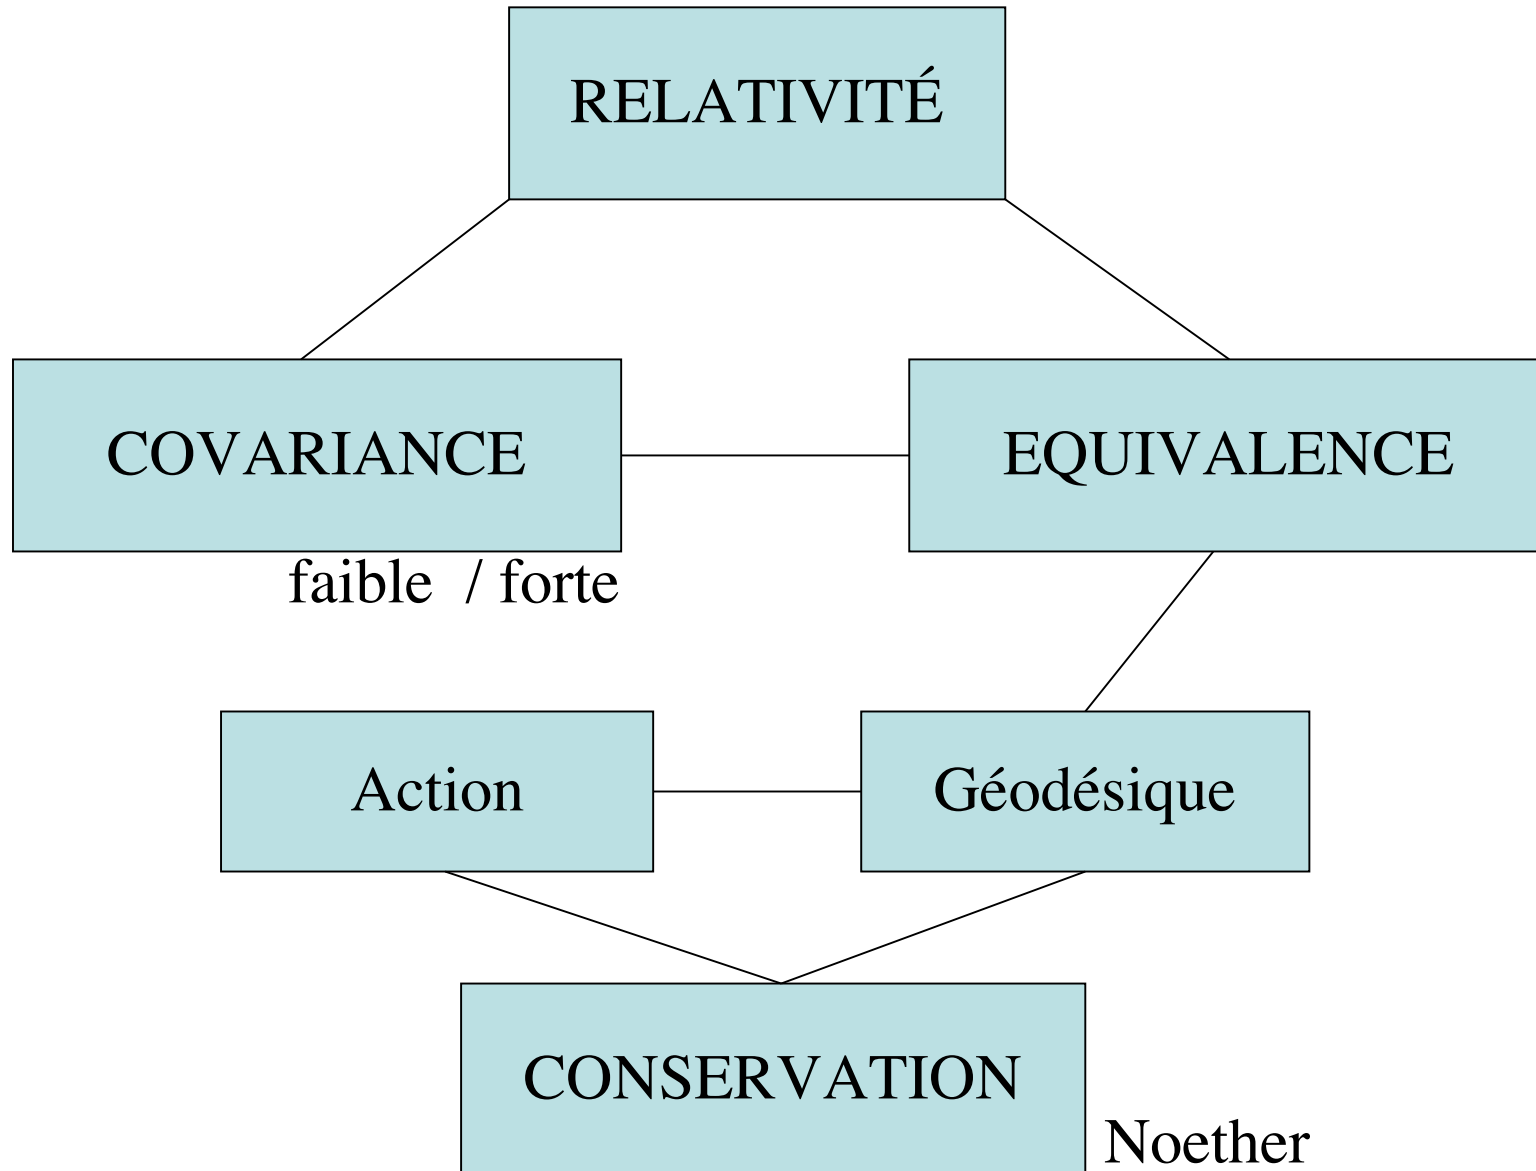 RELATIVITÉ
COVARIANCE
EQUIVALENCE
faible / forte
Action
Géodésique
CONSERVATION
Noether